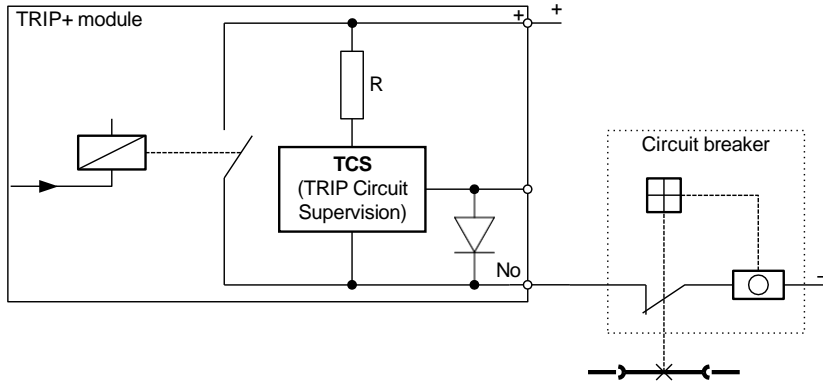 TRIP+ module
+
+
R
TCS
(TRIP Circuit
Supervision)
Circuit breaker
No
-